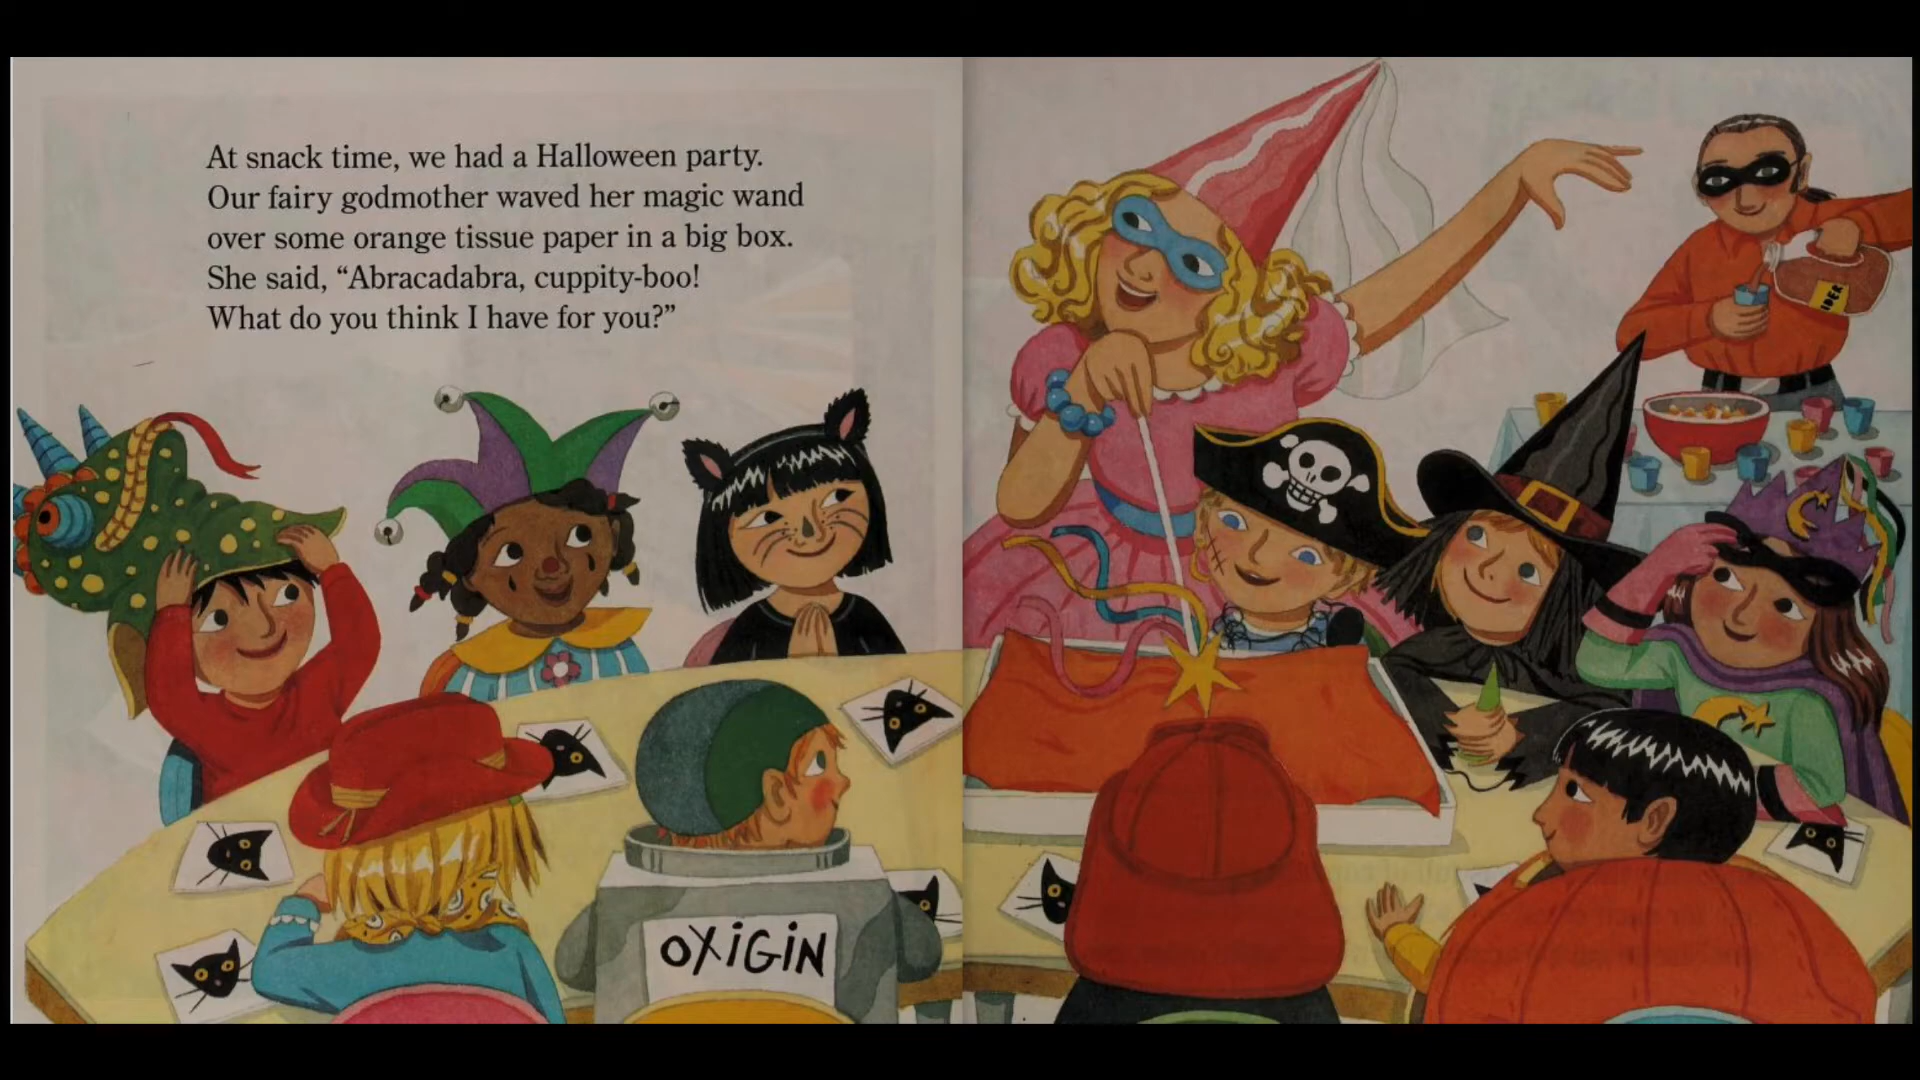 At snack time, we had a Halloween party.
Our fairy godmother waved her magic wand
over some orange tissue paper in a big box.
She said, “Abracadabra, cuppity-boo!
What do you think I have for you?”
IDER
OXiGiN